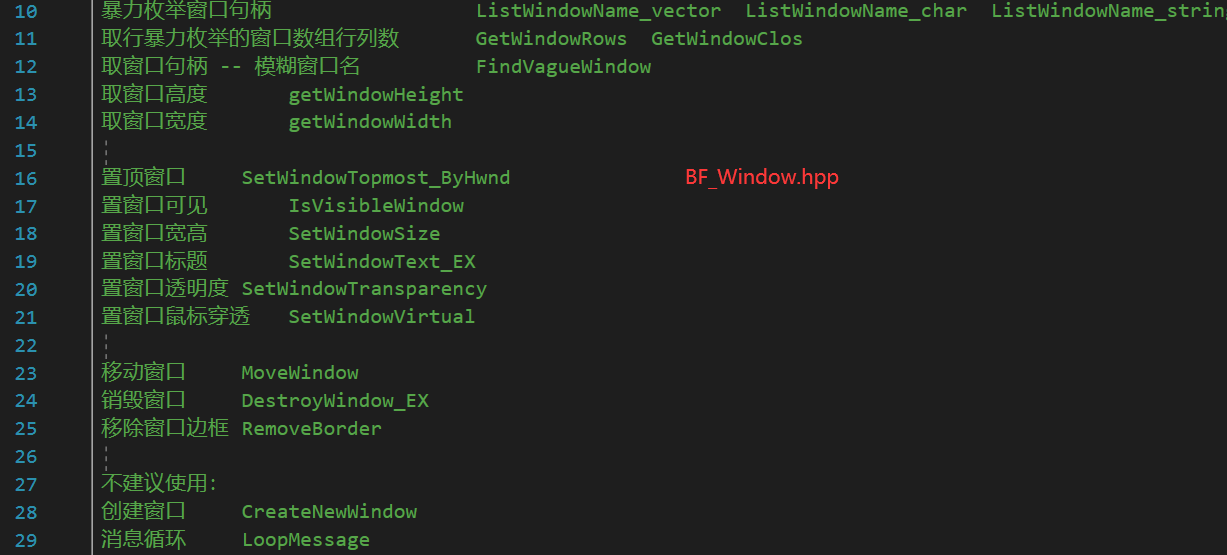 10 暴力枚举窗口句柄 ListWindowName_vector ListWindowName_char ListWindowName_string
11 取行暴力枚举的窗口数组行列数 GetWindowRows GetWindowClos
12 取窗口句柄 -- 模糊窗口名 FindVagueWindow
13 取窗口高度 getWindowHeight
14 取窗口宽度 getWindowWidth
15
16 置顶窗口 SetWindowTopmost_ByHwnd BF_Window.hpp
17 置窗口可见 IsVisibleWindow
18 置窗口宽高 SetWindowSize
19 置窗口标题 SetWindowText_EX
20 置窗口透明度 SetWindowTransparency
21 置窗口鼠标穿透 SetWindowVirtual
22
23 移动窗口 MoveWindow
24 销毁窗口 DestroyWindow_EX
25 移除窗口边框 RemoveBorder
26
27 不建议使用:
28 创建窗口 CreateNewWindow
29 消息循环 LoopMessage